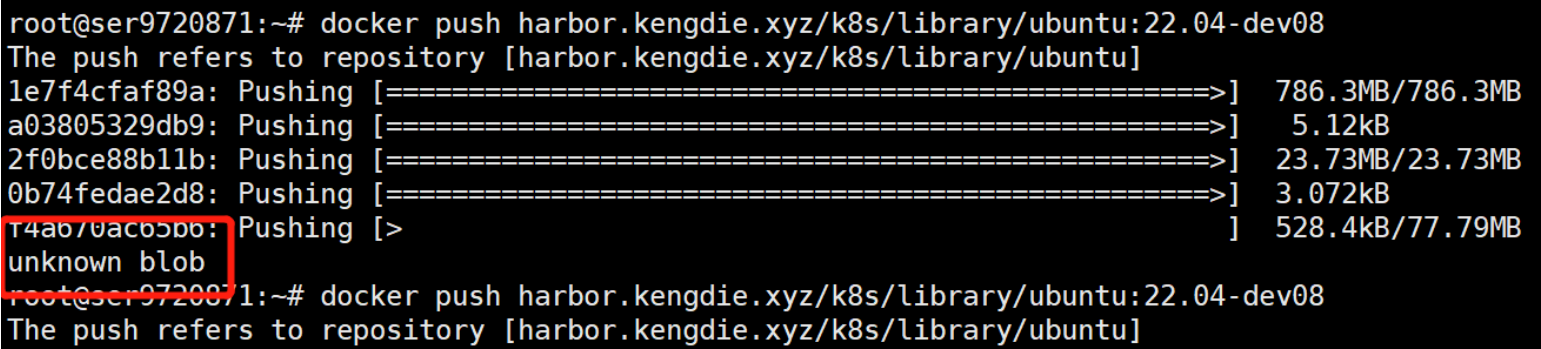 root@ser9720871:~# docker push harbor.kengdie.xyz/k8s/library/ubuntu:22.04-dev08
The push refers to repository [harbor.kengdie.xyz/k8s/library/ubuntu]
1e7f4cfaf89a: Pushing [==================================================>]  786.3MB/786.3MB
a03805329db9: Pushing [==================================================>]   5.12kB
2f0bce88b11b: Pushing [==================================================>]  23.73MB/23.73MB
0b74fedae2d8: Pushing [==================================================>]  3.072kB
f4a670ac65b6: Pushing [>                                                  ]  528.4kB/77.79MB
unknown blob
root@ser9720871:~# docker push harbor.kengdie.xyz/k8s/library/ubuntu:22.04-dev08
The push refers to repository [harbor.kengdie.xyz/k8s/library/ubuntu]